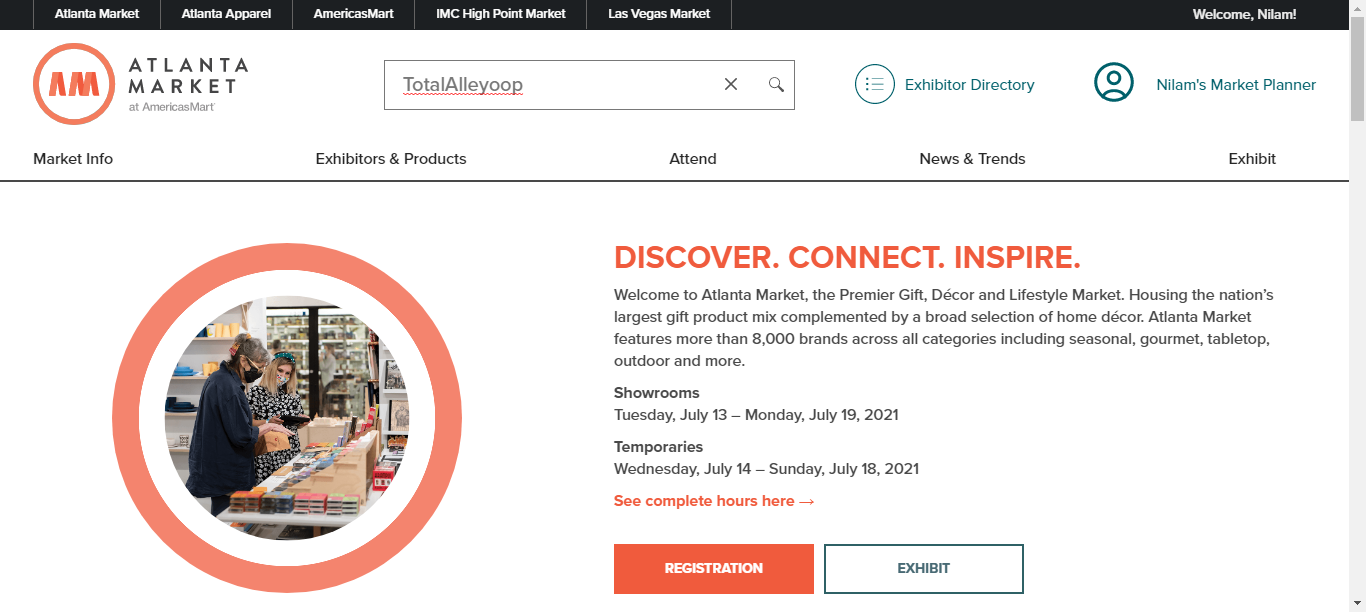 Atlanta Market
Atlanta Apparel
AmericasMart
IMC High Point Market
Las Vegas Market
Welcome, Nilam!
AM
ATLANTA
MARKET
at AmericasMart
TotalAlleyoop
Exhibitor Directory
Nilam's Market Planner
Market Info
Exhibitors & Products
Attend
News & Trends
Exhibit
DISCOVER. CONNECT. INSPIRE.
Welcome to Atlanta Market, the Premier Gift, Décor and Lifestyle Market. Housing the nation’s
largest gift product mix complemented by a broad selection of home décor. Atlanta Market
features more than 8,000 brands across all categories including seasonal, gourmet, tabletop,
outdoor and more.
Showrooms
Tuesday, July 13 – Monday, July 19, 2021
Temporaries
Wednesday, July 14 – Sunday, July 18, 2021
See complete hours here →
REGISTRATION
EXHIBIT